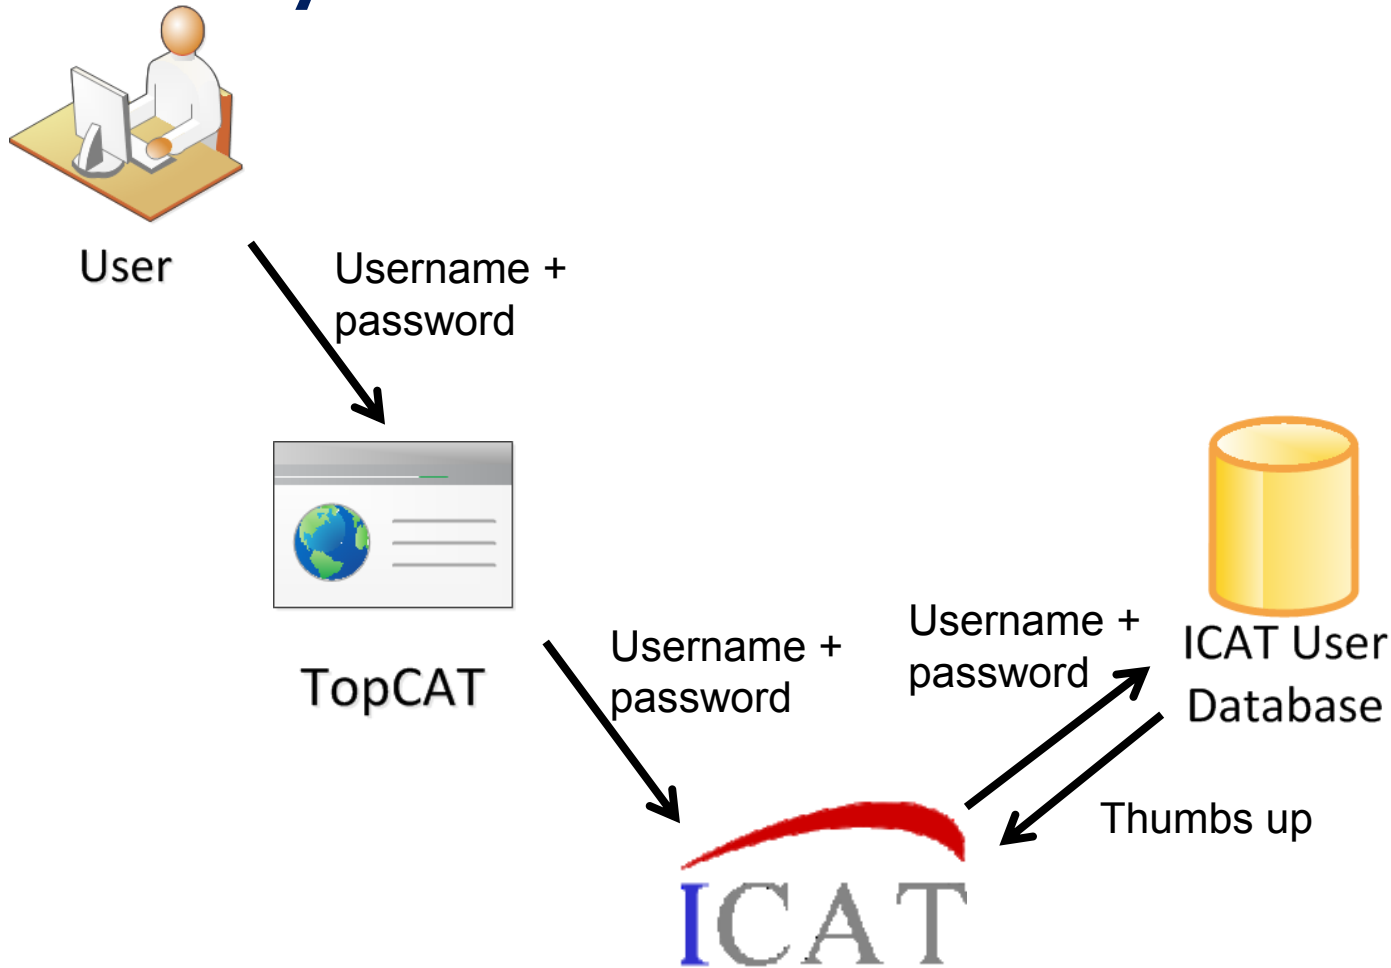 User
Username +
password
TopCAT
Username +
password
Username +
password
ICAT User
Database
Thumbs up
ICAT